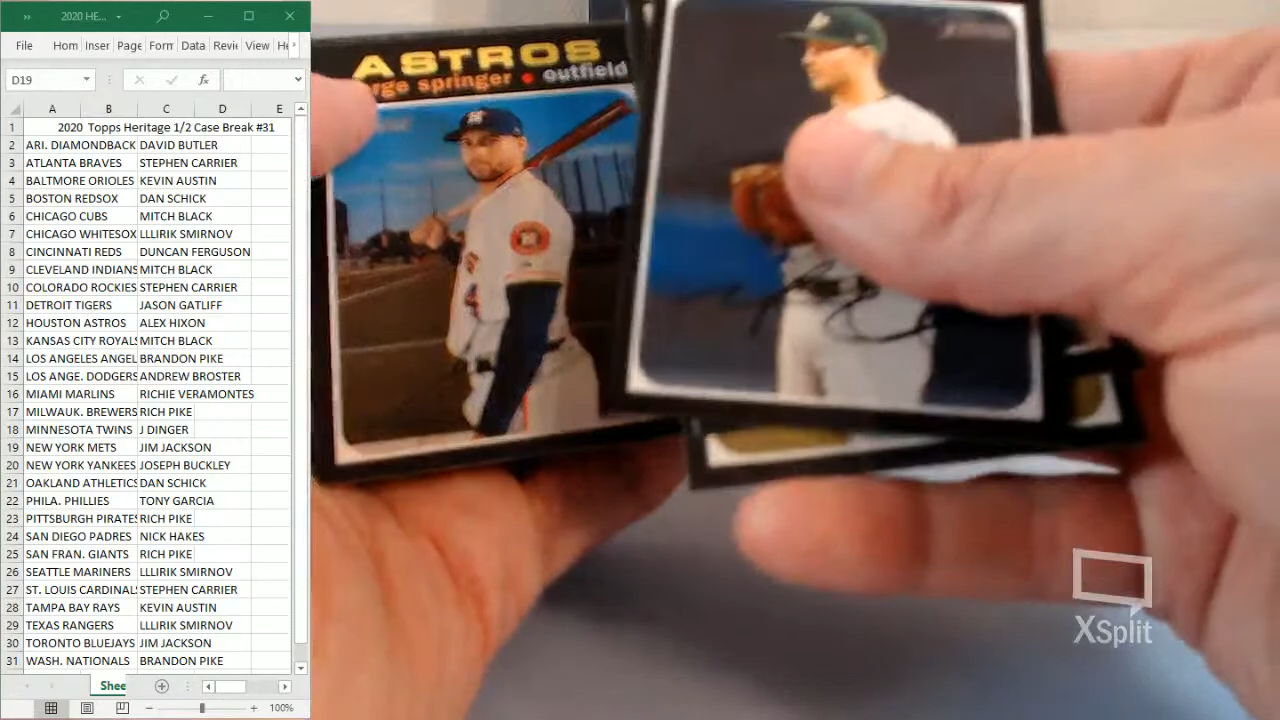 2020 HE...
File Hom Inser Page Forn Data Revi View He
D19
fx
A B C D E
1 2020 Topps Heritage 1/2 Case Break #31
2 ARI. DIAMONDBACK DAVID BUTLER
3 ATLANTA BRAVES STEPHEN CARRIER
4 BALTMORE ORIOLES KEVIN AUSTIN
5 BOSTON REDSOX DAN SCHICK
6 CHICAGO CUBS MITCH BLACK
7 CHICAGO WHITESOX LLLIRIK SMIRNOV
8 CINCINNATI REDS DUNCAN FERGUSON
9 CLEVELAND INDIANS MITCH BLACK
10 COLORADO ROCKIES STEPHEN CARRIER
11 DETROIT TIGERS JASON GATLIFF
12 HOUSTON ASTROS ALEX HIXON
13 KANSAS CITY ROYALS MITCH BLACK
14 LOS ANGELES ANGEL BRANDON PIKE
15 LOS ANGE. DODGERS ANDREW BROSTER
16 MIAMI MARLINS RICHIE VERAMONTES
17 MILWAUK. BREWERS RICH PIKE
18 MINNESOTA TWINS J DINGER
19 NEW YORK METS JIM JACKSON
20 NEW YORK YANKEES JOSEPH BUCKLEY
21 OAKLAND ATHLETICS DAN SCHICK
22 PHILA. PHILLIES TONY GARCIA
23 PITTSBURGH PIRATES RICH PIKE
24 SAN DIEGO PADRES NICK HAKES
25 SAN FRAN. GIANTS RICH PIKE
26 SEATTLE MARINERS LLLIRIK SMIRNOV
27 ST. LOUIS CARDINALS STEPHEN CARRIER
28 TAMPA BAY RAYS KEVIN AUSTIN
29 TEXAS RANGERS LLLIRIK SMIRNOV
30 TORONTO BLUEJAYS JIM JACKSON
31 WASH. NATIONALS BRANDON PIKE
Shee
100%
ASTROS
rge springer • outfield
XSplit